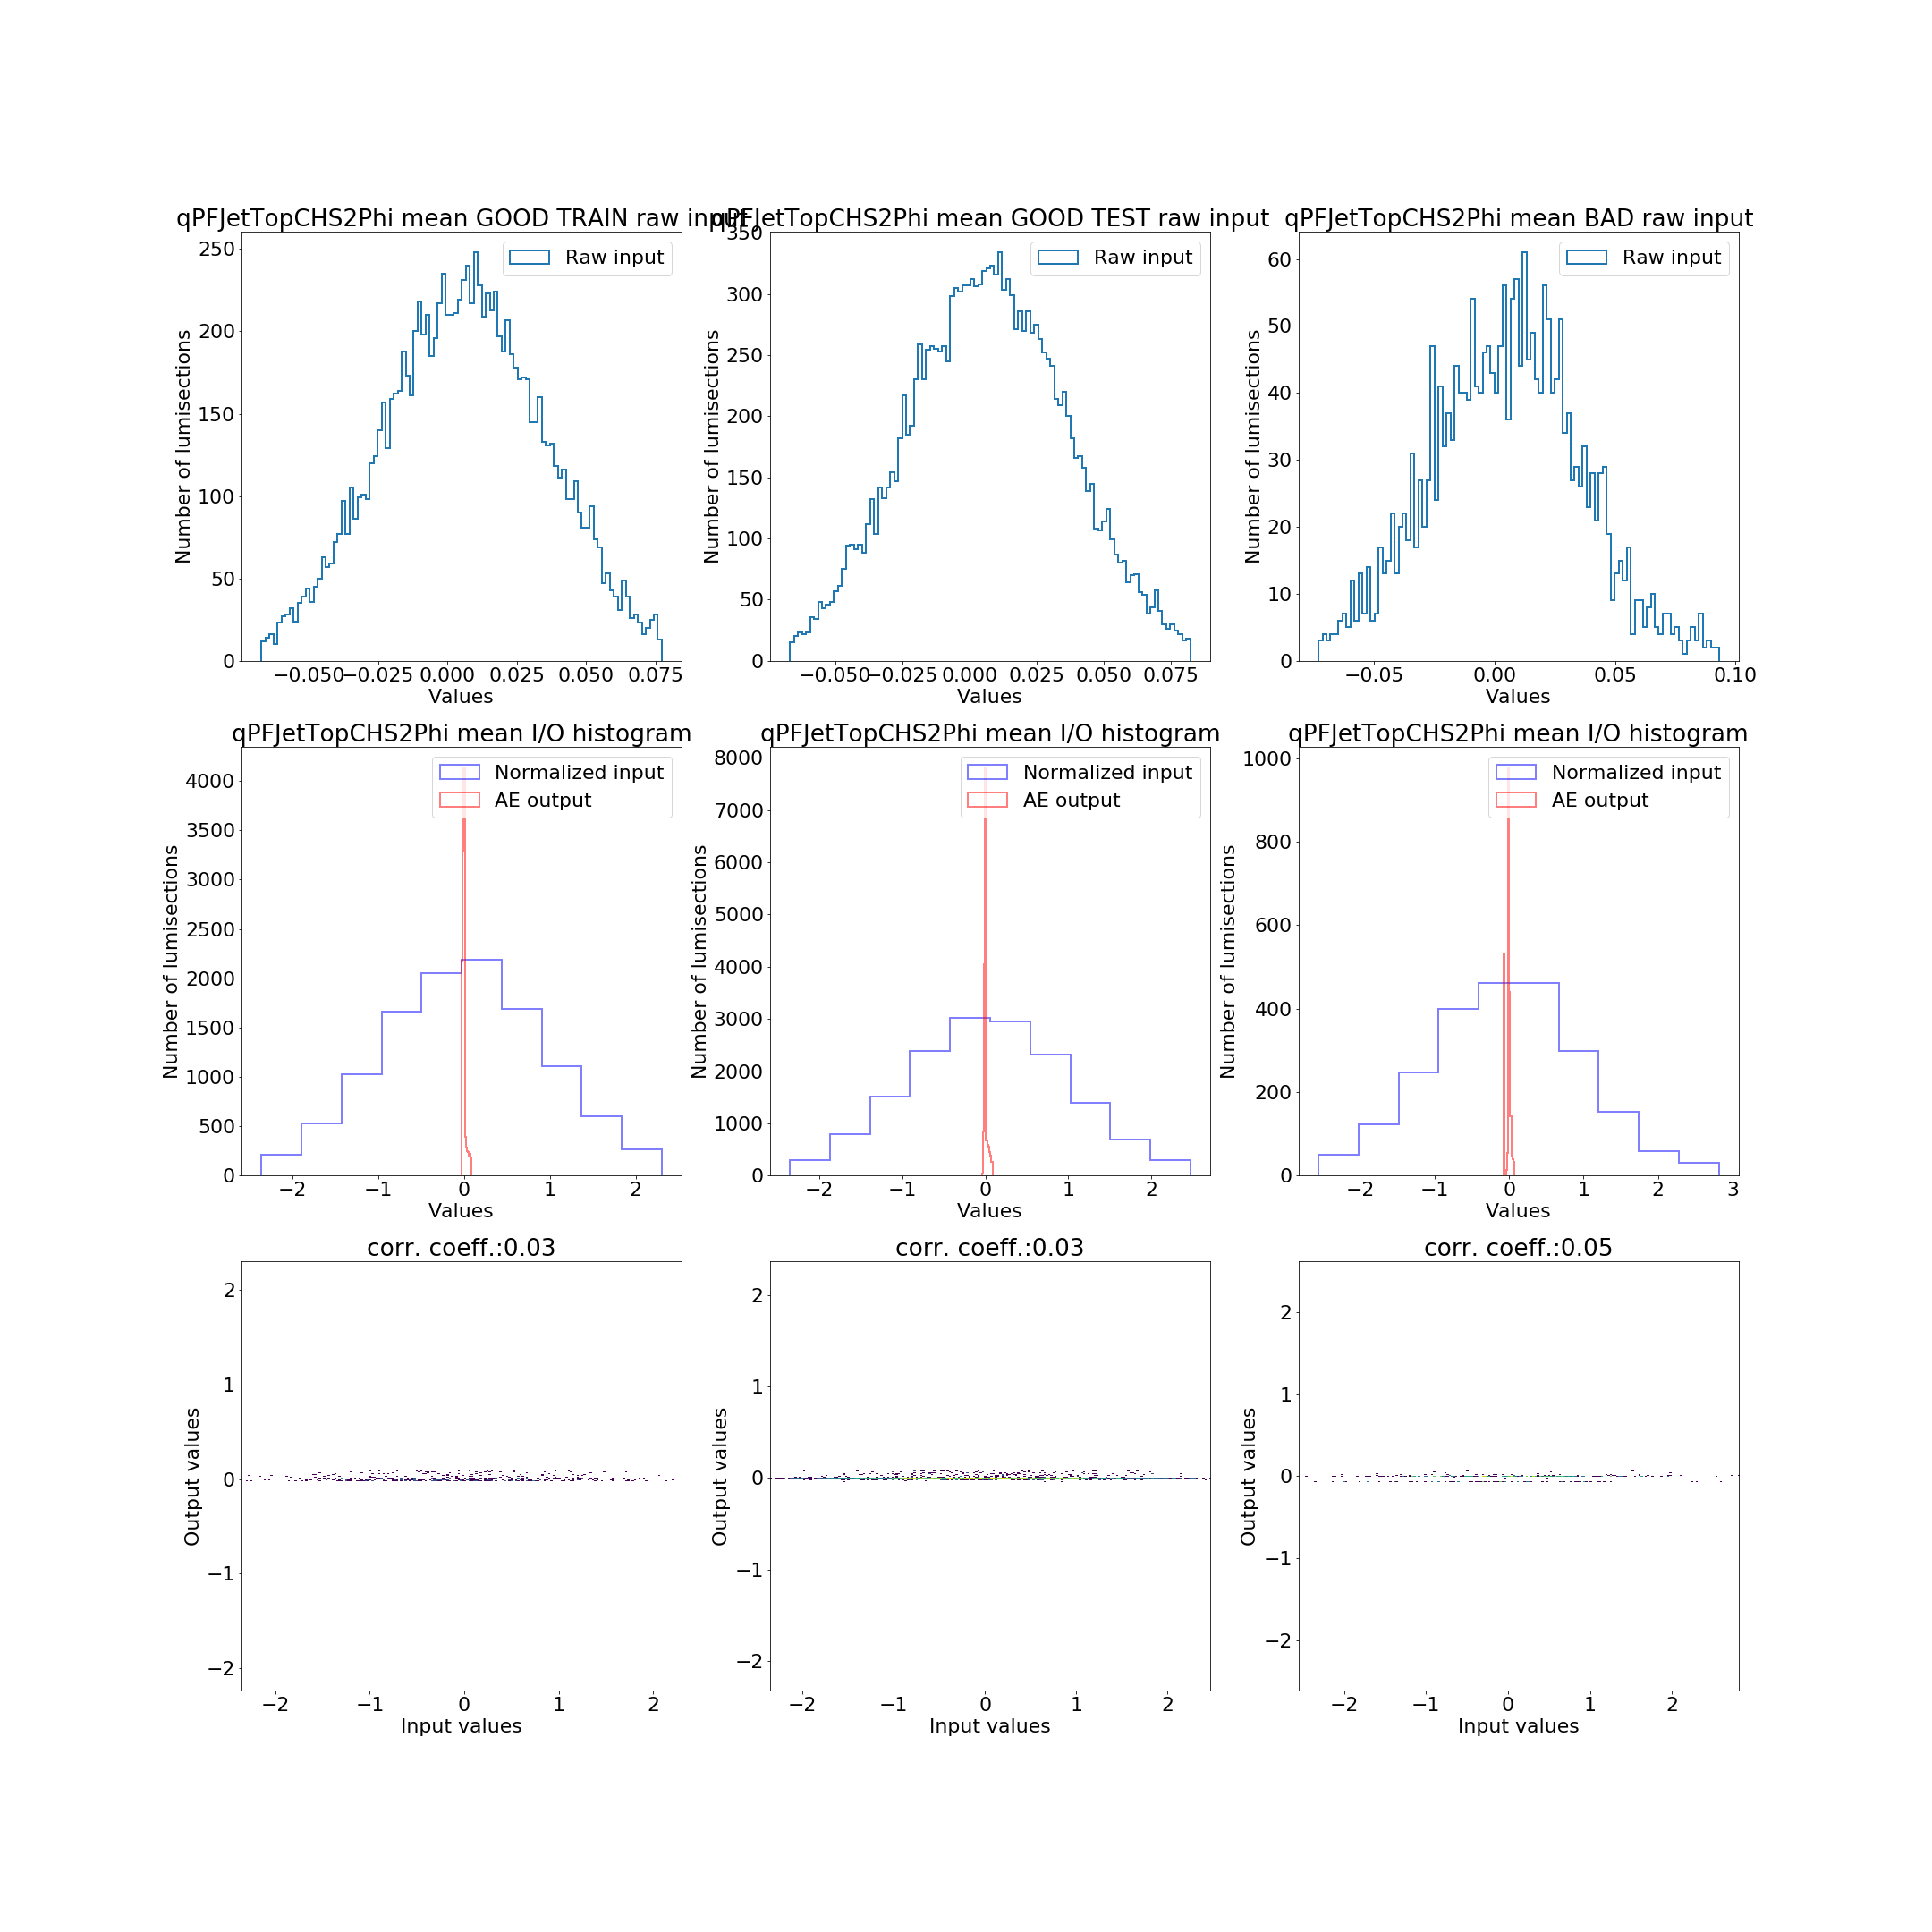 qPFJetTopCHS2Phi mean GOOD TRAIN raw input
qPFJetTopCHS2Phi mean GOOD TEST raw input
qPFJetTopCHS2Phi mean BAD raw input
Raw input
Raw input
Raw input
Number of lumisections
250
200
150
100
50
0
−0.050 −0.025 0.000 0.025 0.050 0.075
Values
Number of lumisections
350
300
250
200
150
100
50
0
−0.050 −0.025 0.000 0.025 0.050 0.075
Values
Number of lumisections
60
50
40
30
20
10
0
−0.05 0.00 0.05 0.10
Values
qPFJetTopCHS2Phi mean I/O histogram
qPFJetTopCHS2Phi mean I/O histogram
qPFJetTopCHS2Phi mean I/O histogram
Normalized input
AE output
Normalized input
AE output
Normalized input
AE output
Number of lumisections
4000
3500
3000
2500
2000
1500
1000
500
0
−2 −1 0 1 2
Values
Number of lumisections
8000
7000
6000
5000
4000
3000
2000
1000
0
−2 −1 0 1 2
Values
Number of lumisections
1000
800
600
400
200
0
−2 −1 0 1 2 3
Values
corr. coeff.:0.03
corr. coeff.:0.03
corr. coeff.:0.05
Output values
2
1
0
−1
−2
−2 −1 0 1 2
Input values
Output values
2
1
0
−1
−2
−2 −1 0 1 2
Input values
Output values
2
1
0
−1
−2
−2 −1 0 1 2
Input values